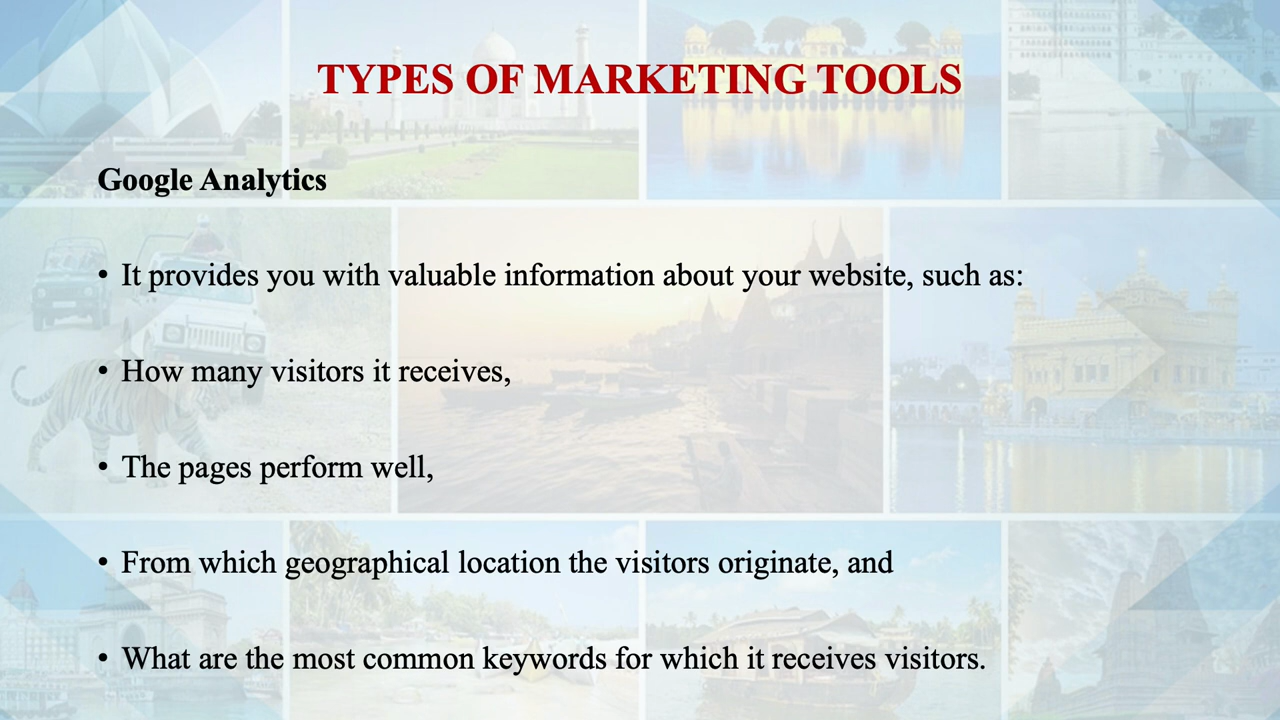 TYPES OF MARKETING TOOLS
Google Analytics
• It provides you with valuable information about your website, such as:
• How many visitors it receives,
• The pages perform well,
• From which geographical location the visitors originate, and
• What are the most common keywords for which it receives visitors.